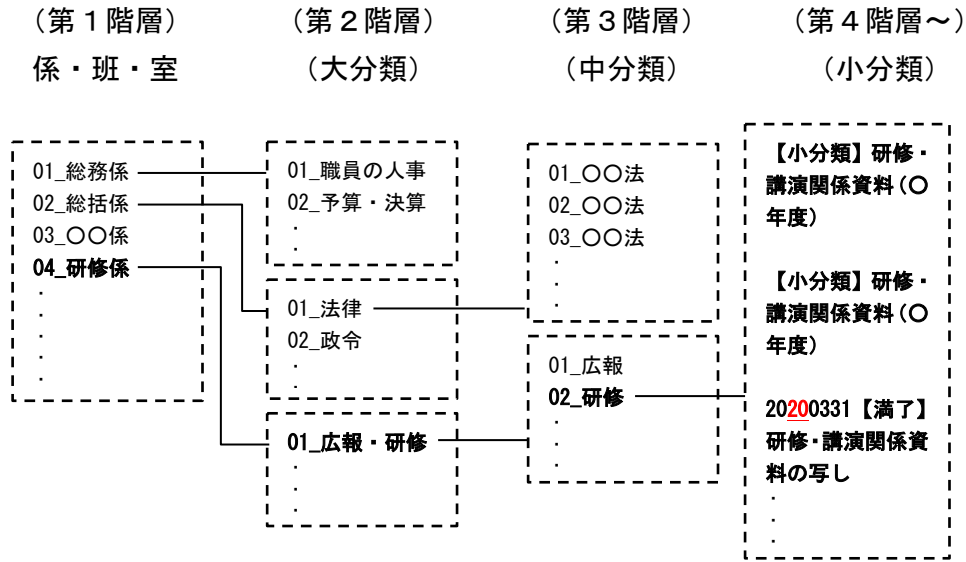 （第１階層）
係・班・室
（第２階層）
（大分類）
（第３階層）
（中分類）
（第４階層～）
（小分類）
01_総務係
02_総括係
03_〇〇係
04_研修係
.
.
.
.
01_職員の人事
02_予算・決算
.
.
01_法律
02_政令
.
.
01_広報・研修
.
.
01_〇〇法
02_〇〇法
03_〇〇法
.
.
.
01_広報
02_研修
.
.
.
【小分類】研修・
講演関係資料（〇
年度）
【小分類】研修・
講演関係資料（〇
年度）
20200331【満了】
研修・講演関係資
料の写し
.
.
.